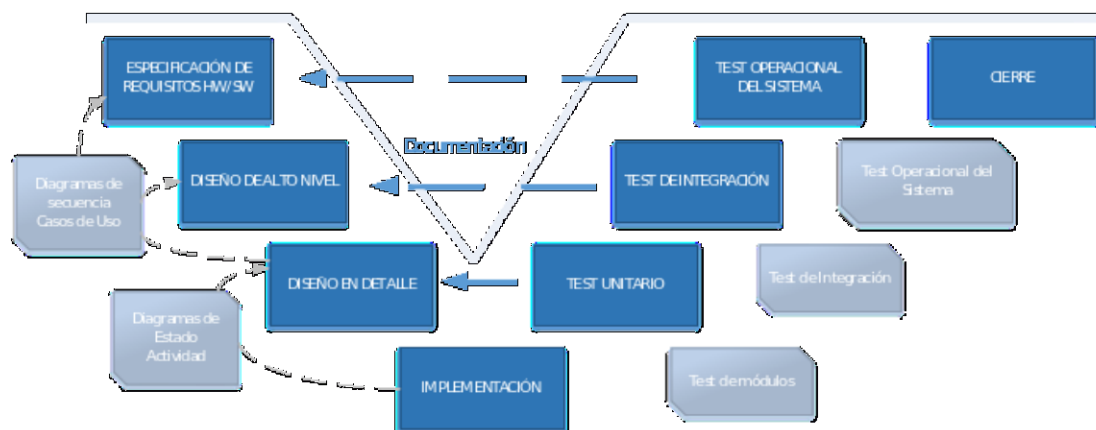 ESPECIFICACIÓN DE
REQUISITOS HW/SW
TEST OPERACIONAL
DEL SISTEMA
CIERRE
Documentación
Diagramas de
secuencia
Casos de Uso
DISEÑO DE ALTO NIVEL
TEST DE INTEGRACIÓN
Test Operacional del
Sistema
DISEÑO EN DETALLE
TEST UNITARIO
Test de Integración
Diagramas de
Estado
Actividad
IMPLEMENTACIÓN
Test de módulos